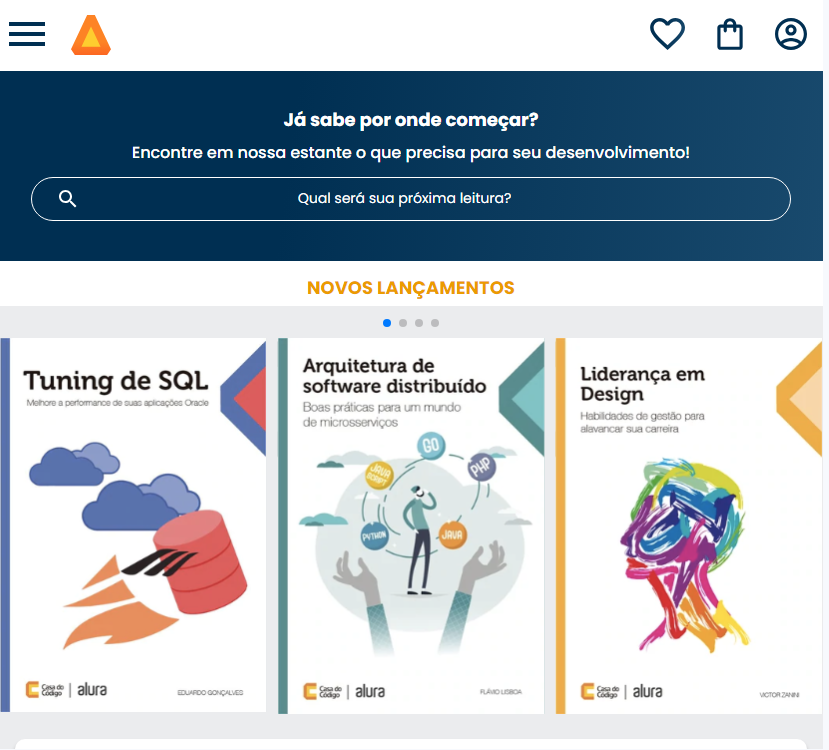 Já sabe por onde começar?
Encontre em nossa estante o que precisa para seu desenvolvimento!
Qual será sua próxima leitura?
NOVOS LANÇAMENTOS
Tuning de SQL
Melhore a performance de suas aplicações Oracle
Casa do
Código
alura
EDUARDO GONÇALVES
Arquitetura de
software distribuído
Boas práticas para um mundo
de microsserviços
GO
JAVA
SCRIPT
PHP
PYTHON
JAVA
Casa do
Código
alura
FLÁVIO LISBOA
Liderança em
Design
Habilidades de gestão para
alavancar sua carreira
Casa do
Código
alura
VICTOR ZANINI